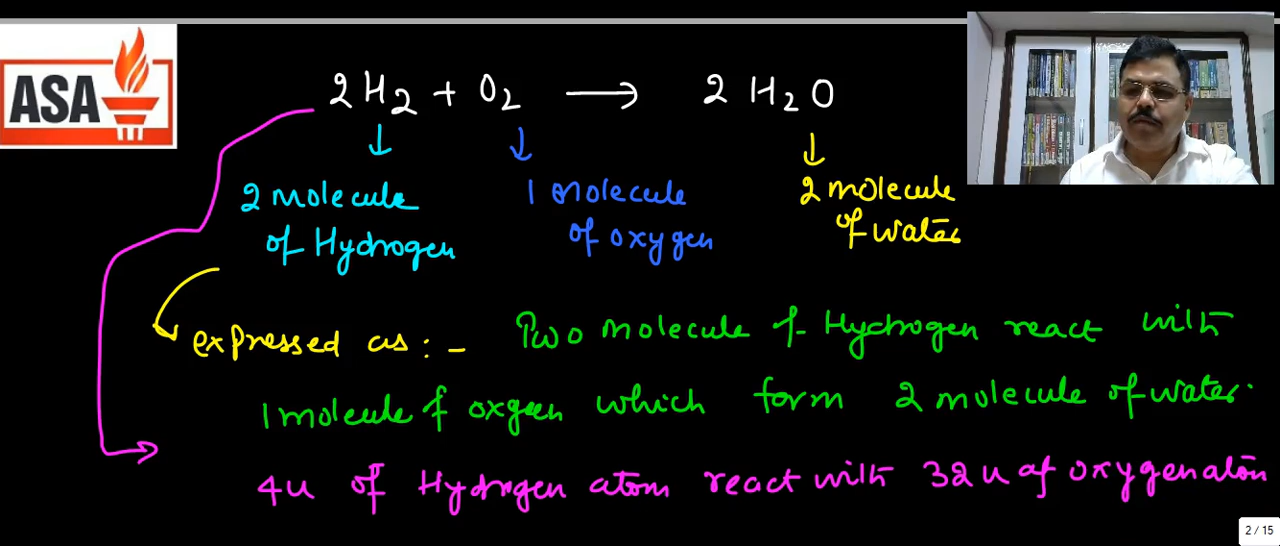 ASA
2H₂ + O₂ ⟶ 2H₂O
↓ ↓ ↓
2 molecule 1 molecule 2 molecule
of Hydrogen of oxygen of water
expressed as :- Two molecule of Hydrogen react with
1 molecule of oxgeen which form 2 molecule of water.
4u of Hydrogen atom react with 32u of oxygen atom
2 / 15